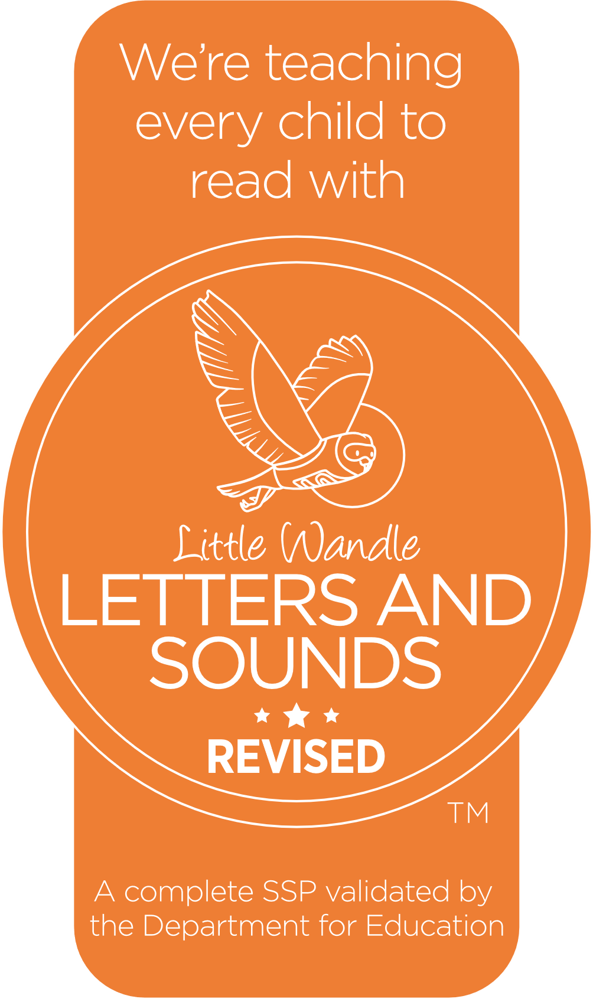 We’re teaching
every child to
read with
Little Wandle
LETTERS AND
SOUNDS
REVISED
TM
A complete SSP validated by
the Department for Education